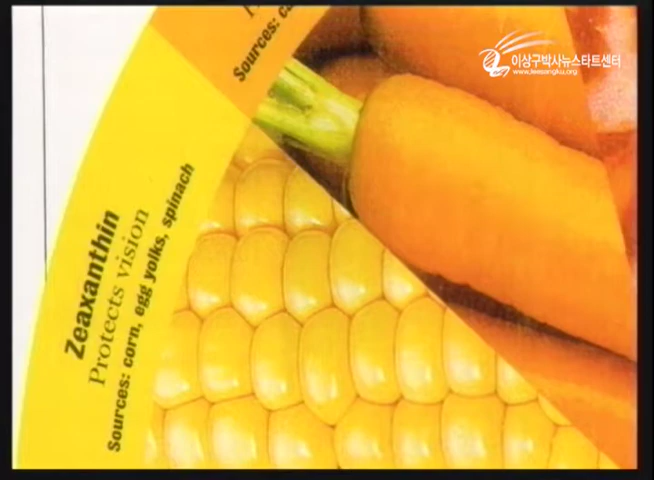 이상구박사뉴스타트센터
www.leesangku.org
Sources:
Zeaxanthin
Protects vision
Sources: corn, egg yolks, spinach